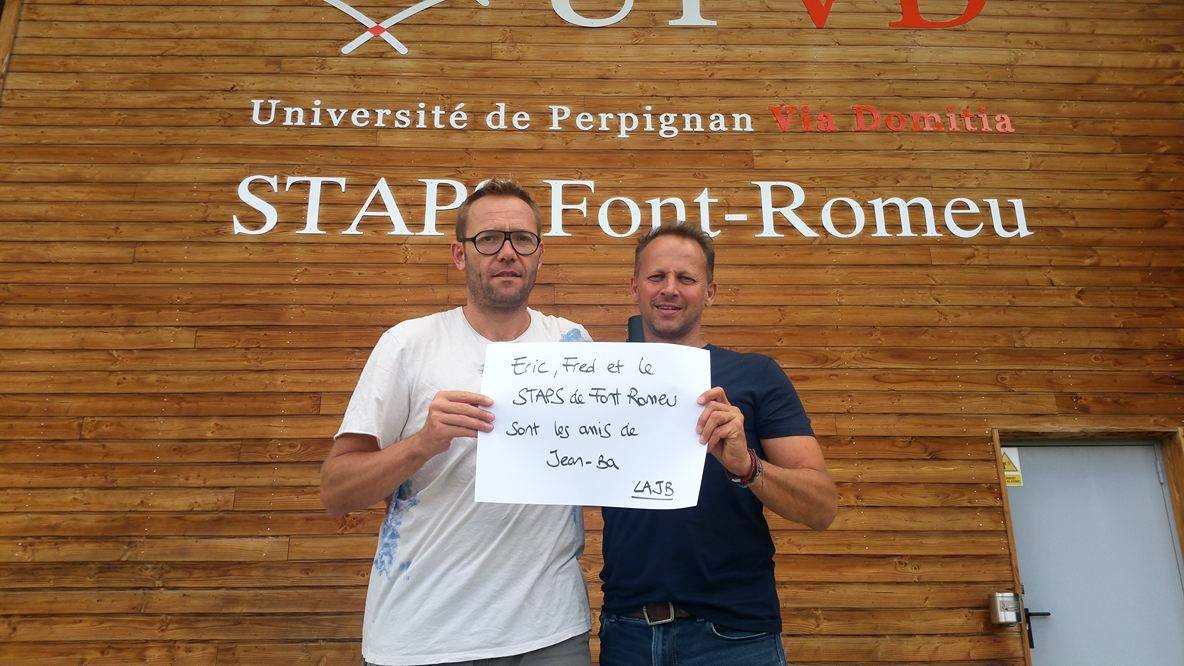 UPVD
Université de Perpignan Via Domitia
STAPS Font-Romeu
Eric, Fred et le
STAPS de Font Romeu
sont les amis de
Jean-Ba
LAJB